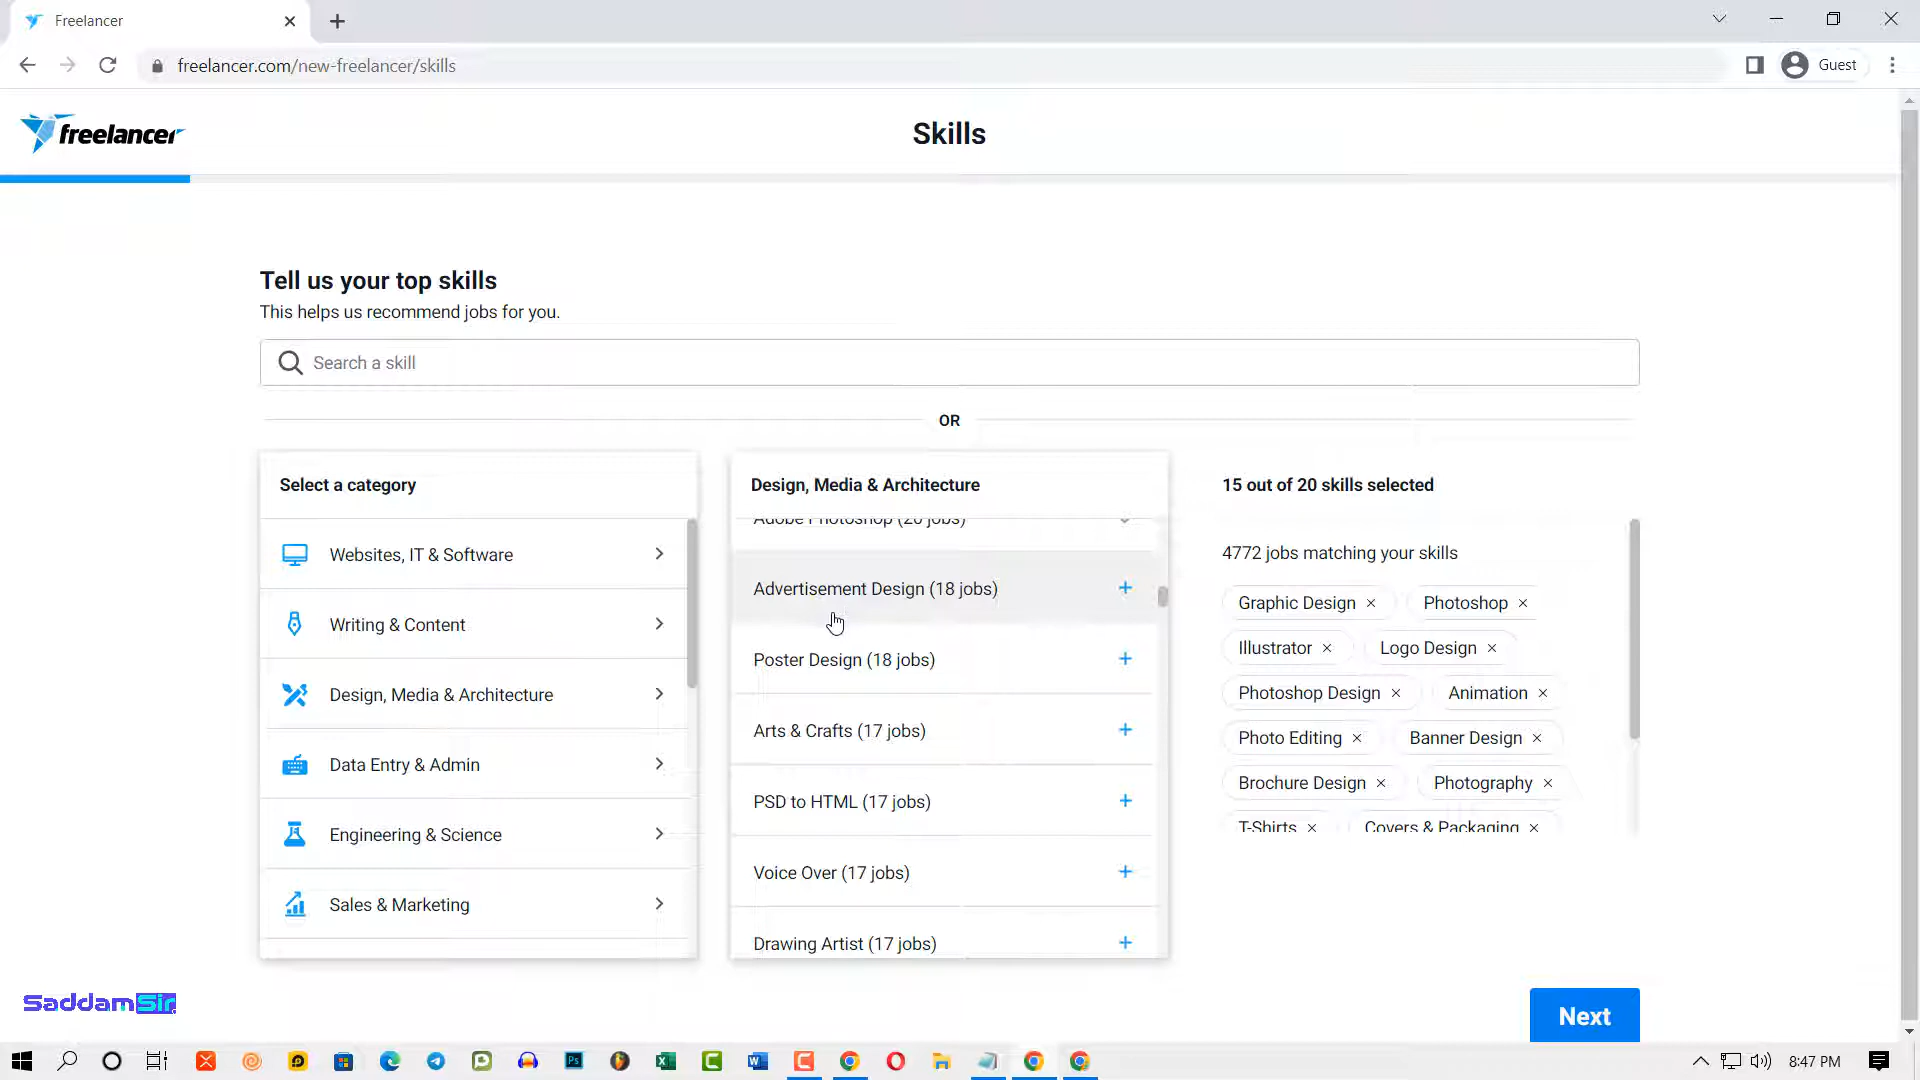 Freelancer
freelancer.com/new-freelancer/skills
Guest
freelancer
Skills
Tell us your top skills
This helps us recommend jobs for you.
Search a skill
OR
Select a category
Websites, IT & Software
Writing & Content
Design, Media & Architecture
Data Entry & Admin
Engineering & Science
Sales & Marketing
Design, Media & Architecture
Adobe Photoshop (20 jobs)
Advertisement Design (18 jobs)
Poster Design (18 jobs)
Arts & Crafts (17 jobs)
PSD to HTML (17 jobs)
Voice Over (17 jobs)
Drawing Artist (17 jobs)
15 out of 20 skills selected
4772 jobs matching your skills
Graphic Design × Photoshop ×
Illustrator × Logo Design ×
Photoshop Design × Animation ×
Photo Editing × Banner Design ×
Brochure Design × Photography ×
T-Shirts × Covers & Packaging ×
Next
SaddamSir
8:47 PM